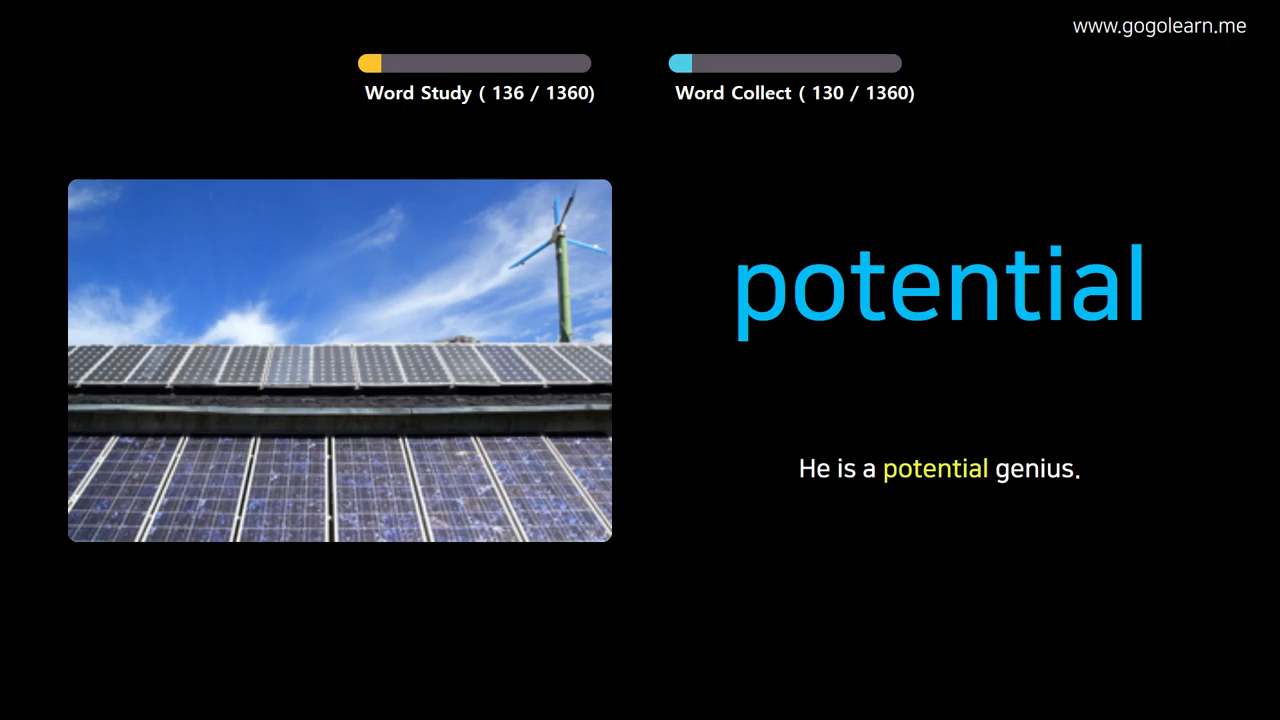 www.gogolearn.me
Word Study ( 136 / 1360)
Word Collect ( 130 / 1360)
potential
He is a potential genius.